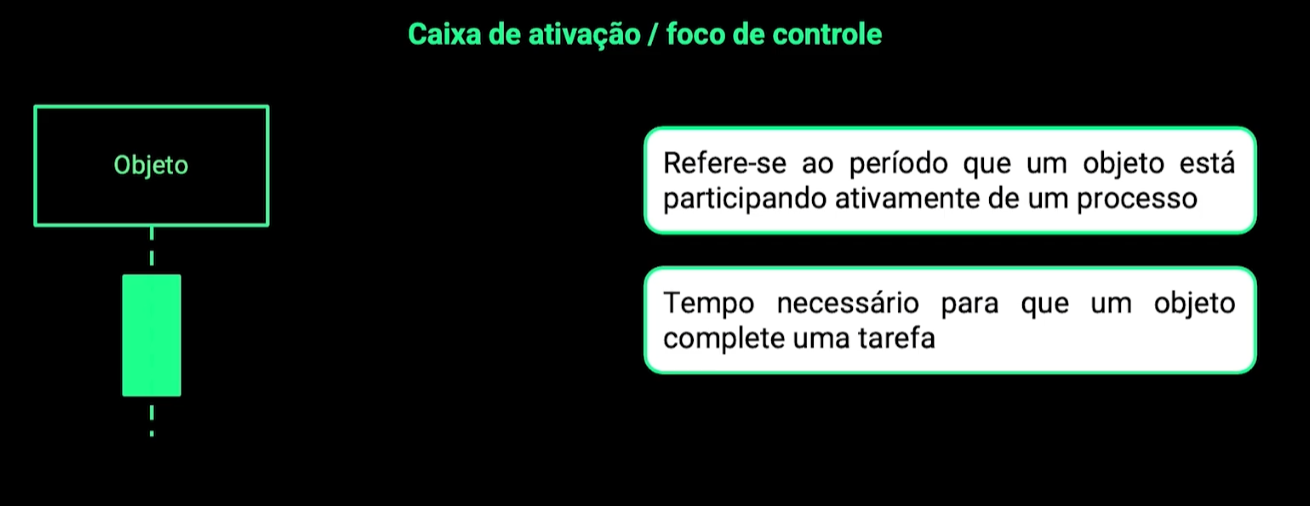 Caixa de ativação / foco de controle
Objeto
Refere-se ao período que um objeto está
participando ativamente de um processo
Tempo necessário para que um objeto
complete uma tarefa